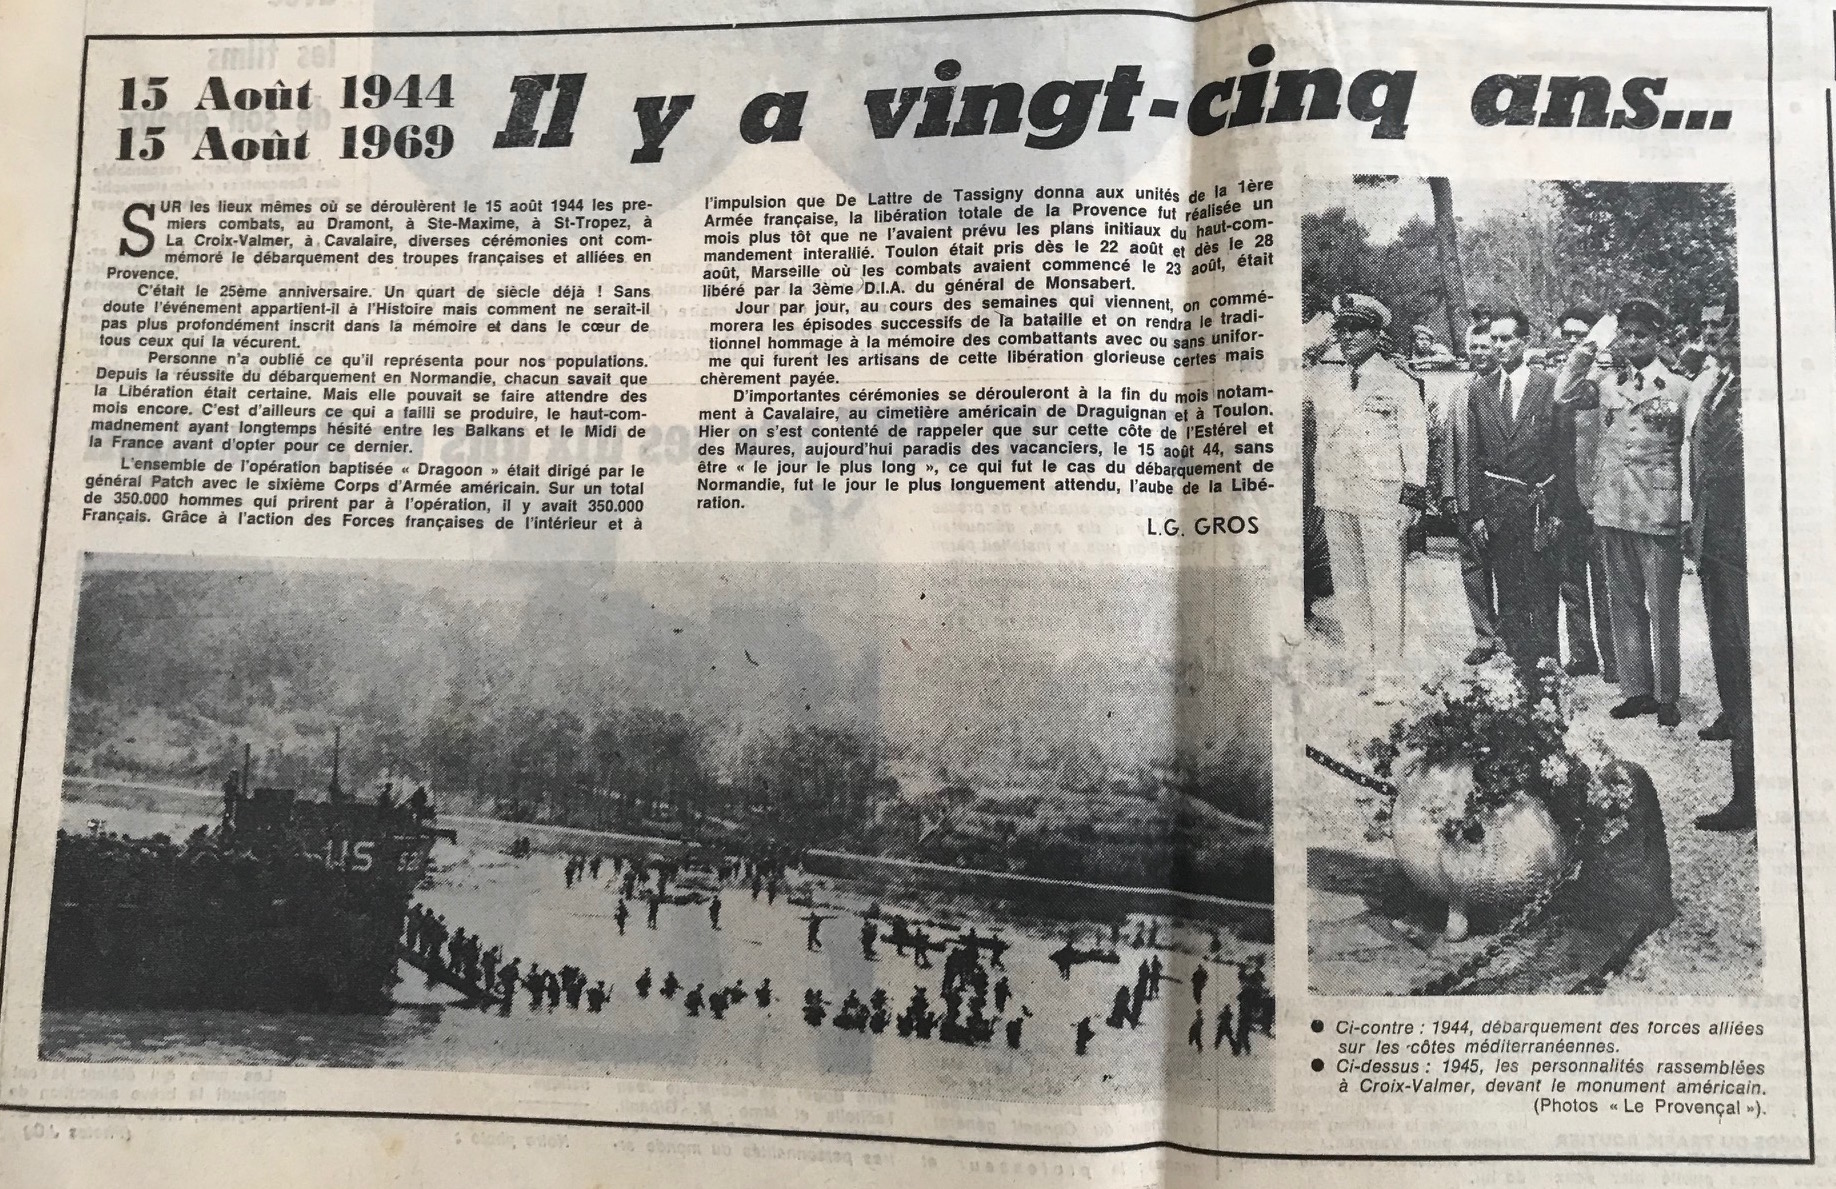 15 Août 1944
15 Août 1969
Il y a vingt-cinq ans...
SUR les lieux mêmes où se déroulèrent le 15 août 1944 les pre-
miers combats, au Dramont, à Ste-Maxime, à St-Tropez, à
La Croix-Valmer, à Cavalaire, diverses cérémonies ont com-
mémoré le débarquement des troupes françaises et alliées en
Provence.
C'était le 25ème anniversaire. Un quart de siècle déjà ! Sans
doute l'événement appartient-il à l'Histoire mais comment ne serait-il
pas plus profondément inscrit dans la mémoire et dans le cœur de
tous ceux qui la vécurent.
Personne n'a oublié ce qu'il représenta pour nos populations.
Depuis la réussite du débarquement en Normandie, chacun savait que
la Libération était certaine. Mais elle pouvait se faire attendre des
mois encore. C'est d'ailleurs ce qui a failli se produire, le haut-com-
madnement ayant longtemps hésité entre les Balkans et le Midi de
la France avant d'opter pour ce dernier.
L'ensemble de l'opération baptisée « Dragoon » était dirigé par le
général Patch avec le sixième Corps d'Armée américain. Sur un total
de 350.000 hommes qui prirent par à l'opération, il y avait 350.000
Français. Grâce à l'action des Forces françaises de l'intérieur et à
l'impulsion que De Lattre de Tassigny donna aux unités de la 1ère
Armée française, la libération totale de la Provence fut réalisée un
mois plus tôt que ne l'avaient prévu les plans initiaux du haut-com-
mandement interallié. Toulon était pris dès le 22 août et dès le 28
août, Marseille où les combats avaient commencé le 23 août, était
libéré par la 3ème D.I.A. du général de Monsabert.
Jour par jour, au cours des semaines qui viennent, on commé-
morera les épisodes successifs de la bataille et on rendra le tradi-
tionnel hommage à la mémoire des combattants avec ou sans unifor-
me qui furent les artisans de cette libération glorieuse certes mais
chèrement payée.
D'importantes cérémonies se dérouleront à la fin du mois notam-
ment à Cavalaire, au cimetière américain de Draguignan et à Toulon.
Hier on s'est contenté de rappeler que sur cette côte de l'Estérel et
des Maures, aujourd'hui paradis des vacanciers, le 15 août 44, sans
être « le jour le plus long », ce qui fut le cas du débarquement de
Normandie, fut le jour le plus longuement attendu, l'aube de la Libé-
ration.
L.G. GROS
US 52
● Ci-contre : 1944, débarquement des forces alliées
sur les côtes méditerranéennes.
● Ci-dessus : 1945, les personnalités rassemblées
à Croix-Valmer, devant le monument américain.
(Photos « Le Provençal »).